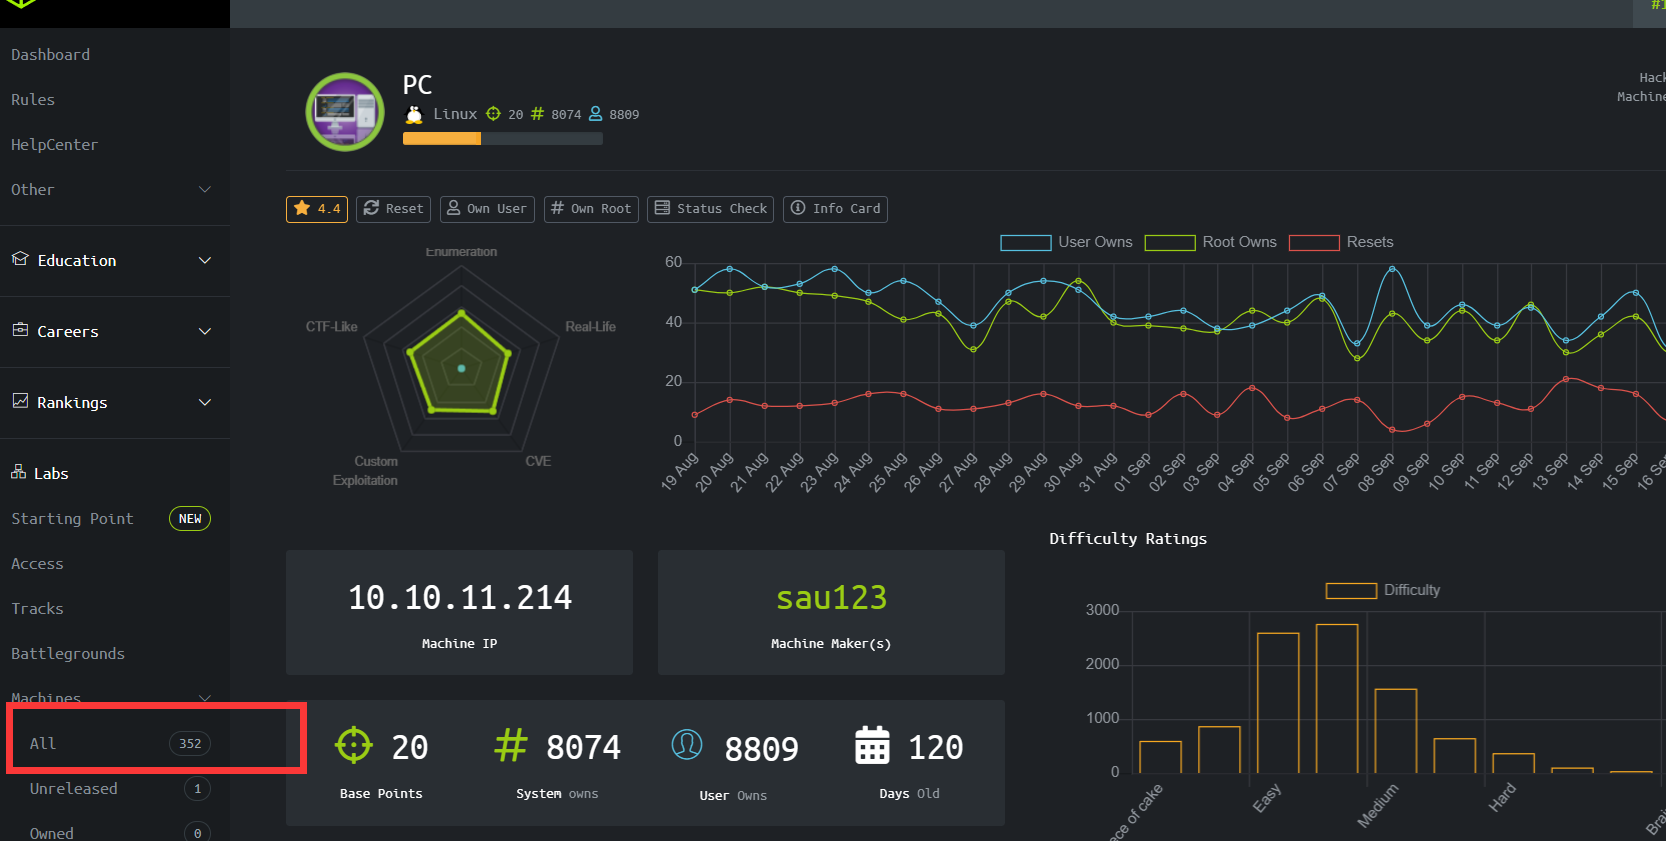 #1
Dashboard
Rules
HelpCenter
Other
Education
Careers
Rankings
Labs
Starting Point NEW
Access
Tracks
Battlegrounds
Machines
All 352
Unreleased 1
Owned 0
PC
Linux 20 # 8074 8809
Hack
Machine
4.4 Reset Own User # Own Root Status Check Info Card
Enumeration
CTF-Like
Real-Life
Custom
Exploitation
CVE
User Owns Root Owns Resets
60
40
20
0
19 Aug 20 Aug 21 Aug 22 Aug 23 Aug 24 Aug 25 Aug 26 Aug 27 Aug 28 Aug 29 Aug 30 Aug 31 Aug 01 Sep 02 Sep 03 Sep 04 Sep 05 Sep 06 Sep 07 Sep 08 Sep 09 Sep 10 Sep 11 Sep 12 Sep 13 Sep 14 Sep 15 Sep 16 Sep
10.10.11.214
Machine IP
sau123
Machine Maker(s)
20
Base Points
# 8074
System owns
8809
User Owns
120
Days Old
Difficulty Ratings
Difficulty
3000
2000
1000
0
ece of cake Easy Medium Hard Brai